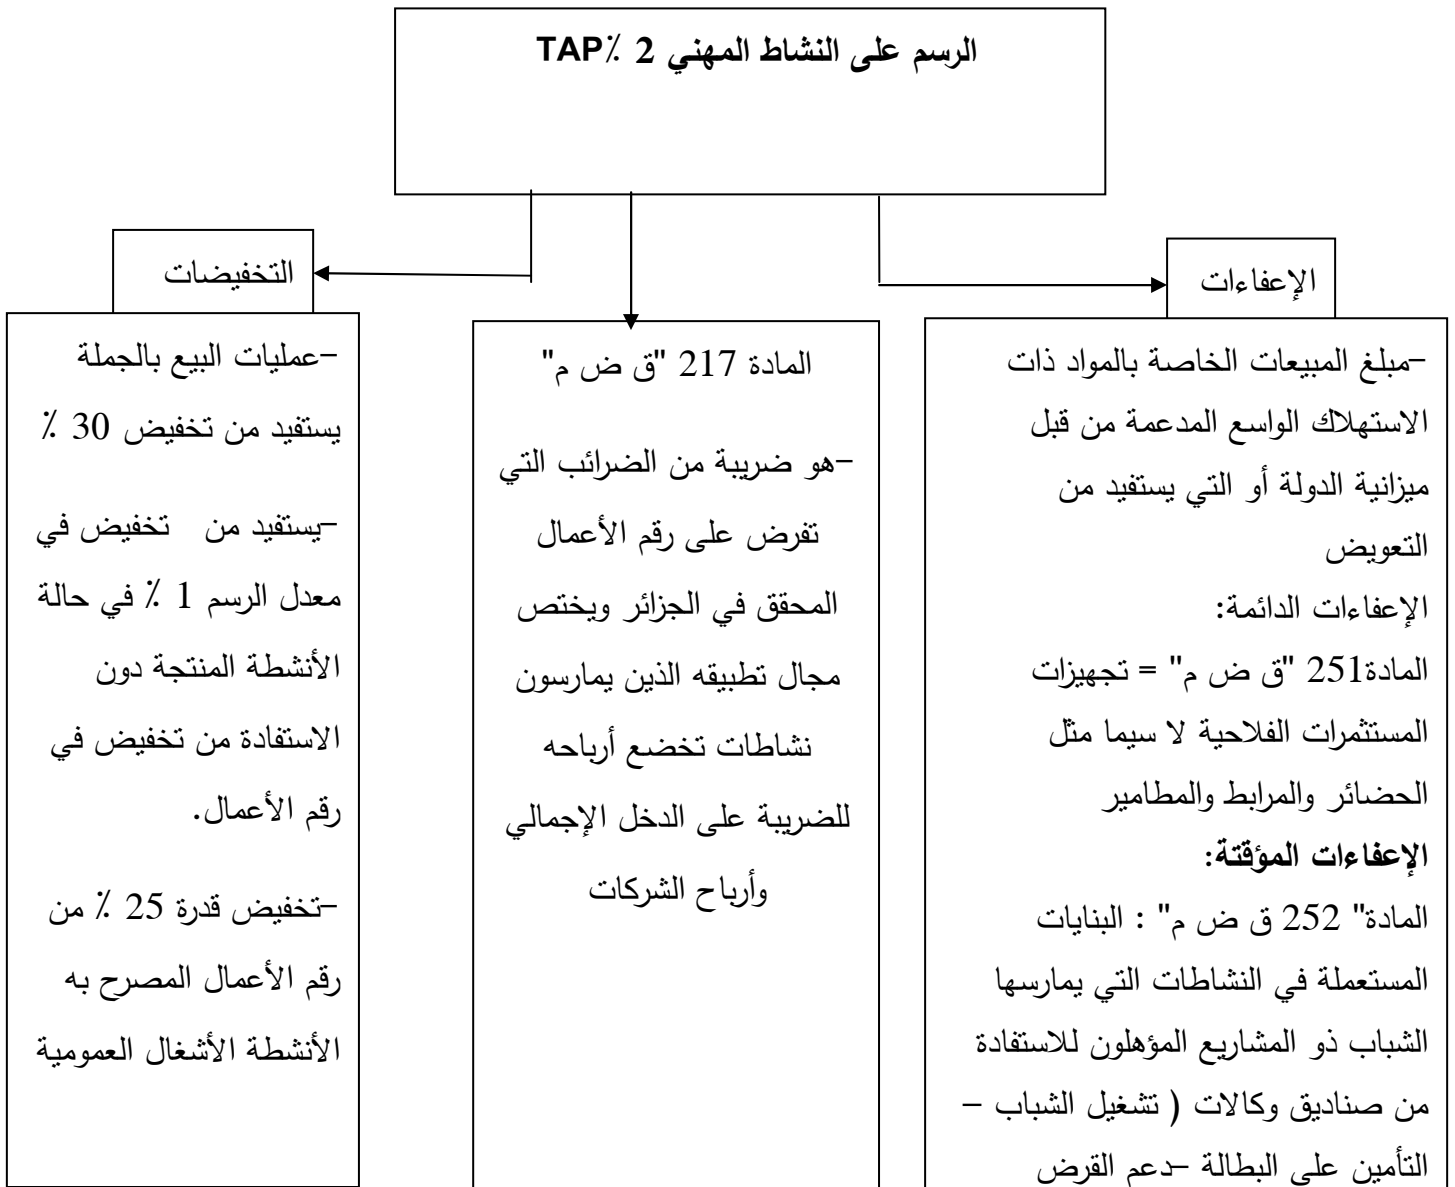 الرسم على النشاط المهني 2 ٪TAP
الإعفاءات
–مبلغ المبيعات الخاصة بالمواد ذات
الاستهلاك الواسع المدعمة من قبل
ميزانية الدولة أو التي يستفيد من
التعويض
الإعفاءات الدائمة:
المادة251 "ق ض م" = تجهيزات
المستثمرات الفلاحية لا سيما مثل
الحضائر والمرابط والمطامير
الإعفاءات المؤقتة:
المادة" 252 ق ض م" : البنايات
المستعملة في النشاطات التي يمارسها
الشباب ذو المشاريع المؤهلون للاستفادة
من صناديق وكالات ( تشغيل الشباب –
التأمين على البطالة –دعم القرض
المادة 217 "ق ض م"
–هو ضريبة من الضرائب التي
تفرض على رقم الأعمال
المحقق في الجزائر ويختص
مجال تطبيقه الذين يمارسون
نشاطات تخضع أرباحه
للضريبة على الدخل الإجمالي
وأرباح الشركات
التخفيضات
–عمليات البيع بالجملة
يستفيد من تخفيض 30 ٪
–يستفيد من تخفيض في
معدل الرسم 1 ٪ في حالة
الأنشطة المنتجة دون
الاستفادة من تخفيض في
رقم الأعمال.
–تخفيض قدرة 25 ٪ من
رقم الأعمال المصرح به
الأنشطة الأشغال العمومية